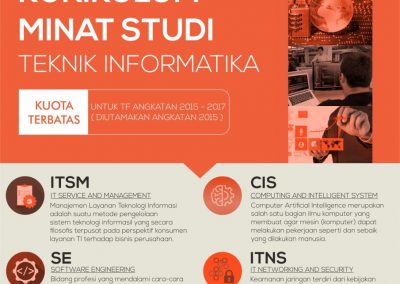 MINAT STUDI
TEKNIK INFORMATIKA
KUOTA
TERBATAS
UNTUK TF ANGKATAN 2015 - 2017
( DIUTAMAKAN ANGKATAN 2015 )
ITSM
IT SERVICE AND MANAGEMENT
Manajemen Layanan Teknologi Informasi
adalah suatu metode pengelolaan
sistem teknologi informasil yang secara
filosofis terpusat pada perspektif konsumen
layanan TI terhadap bisnis perusahaan.
CIS
COMPUTING AND INTELLIGENT SYSTEM
Computer Artificial Intelligence merupakan
salah satu bagian ilmu komputer yang
membuat agar mesin (komputer) dapat
melakukan pekerjaan seperti dan sebaik
yang dilakukan manusia.
SE
SOFTWARE ENGINEERING
Bidang profesi yang mendalami cara-cara
ITNS
IT NETWORKING AND SECURITY
Keamanan jaringan terdiri dari kebijakan